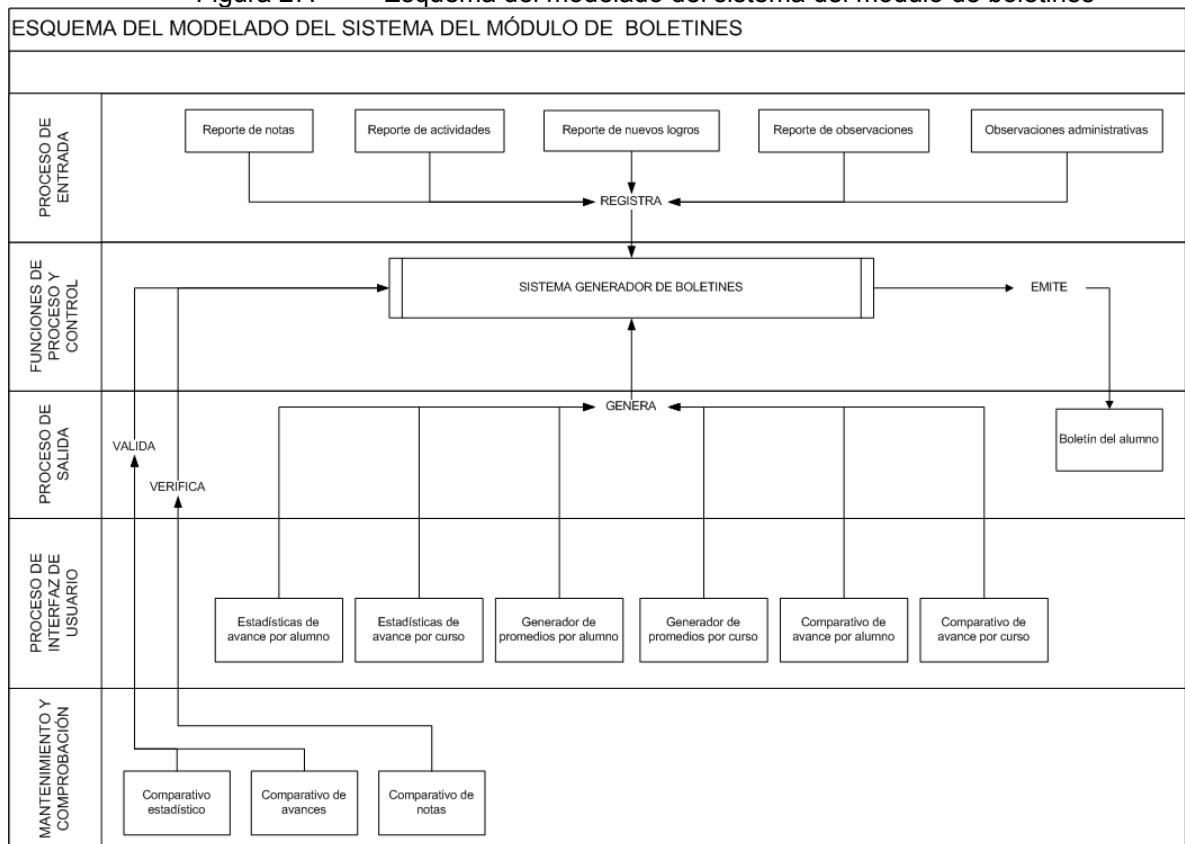 Figura 27. Esquema del modelado del sistema del módulo de boletines
ESQUEMA DEL MODELADO DEL SISTEMA DEL MÓDULO DE BOLETINES
PROCESO DE
ENTRADA
Reporte de notas
Reporte de actividades
Reporte de nuevos logros
Reporte de observaciones
Observaciones administrativas
REGISTRA
FUNCIONES DE
PROCESO Y
CONTROL
SISTEMA GENERADOR DE BOLETINES
EMITE
PROCESO DE
SALIDA
GENERA
VALIDA
VERIFICA
Boletín del alumno
PROCESO DE
INTERFAZ DE
USUARIO
Estadísticas de
avance por alumno
Estadísticas de
avance por curso
Generador de
promedios por alumno
Generador de
promedios por curso
Comparativo de
avance por alumno
Comparativo de
avance por curso
MANTENIMIENTO Y
COMPROBACIÓN
Comparativo
estadístico
Comparativo de
avances
Comparativo de
notas